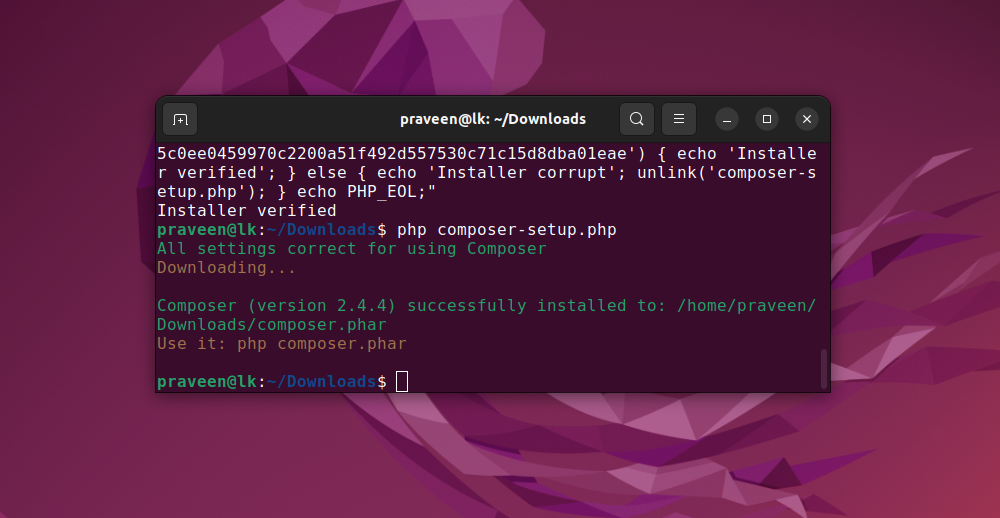 praveen@lk: ~/Downloads
5c0ee0459970c2200a51f492d557530c71c15d8dba01eae') { echo 'Installe
r verified'; } else { echo 'Installer corrupt'; unlink('composer-s
etup.php'); } echo PHP_EOL;"
Installer verified
praveen@lk:~/Downloads$ php composer-setup.php
All settings correct for using Composer
Downloading...
Composer (version 2.4.4) successfully installed to: /home/praveen/
Downloads/composer.phar
Use it: php composer.phar
praveen@lk:~/Downloads$